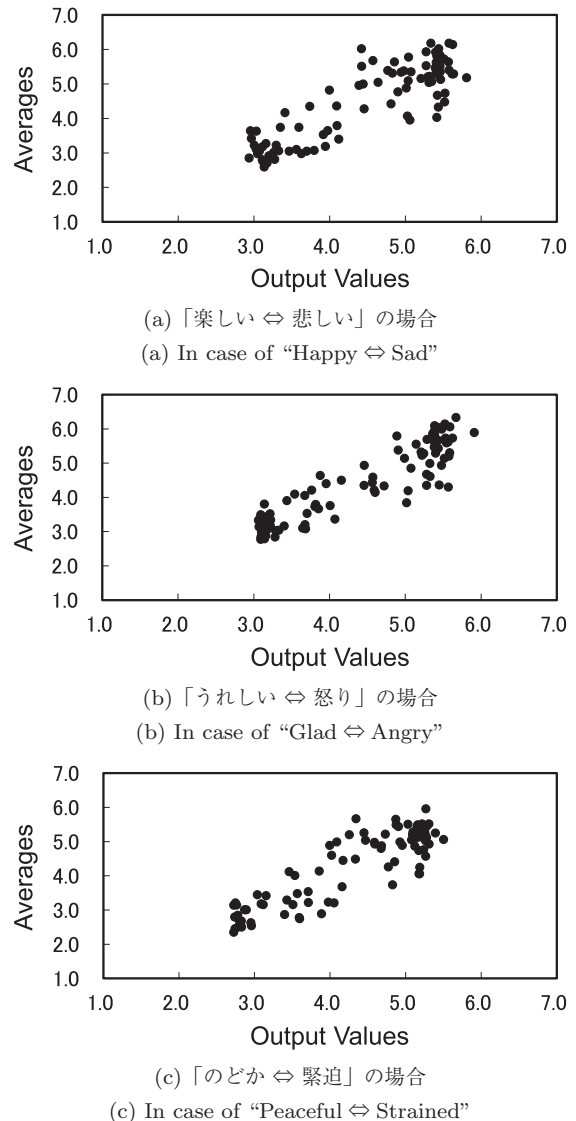 7.0
6.0
5.0
4.0
3.0
2.0
1.0
Averages
1.0 2.0 3.0 4.0 5.0 6.0 7.0
Output Values
(a)「楽しい ⇔ 悲しい」の場合
(a) In case of “Happy ⇔ Sad”
7.0
6.0
5.0
4.0
3.0
2.0
1.0
Averages
1.0 2.0 3.0 4.0 5.0 6.0 7.0
Output Values
(b)「うれしい ⇔ 怒り」の場合
(b) In case of “Glad ⇔ Angry”
7.0
6.0
5.0
4.0
3.0
2.0
1.0
Averages
1.0 2.0 3.0 4.0 5.0 6.0 7.0
Output Values
(c)「のどか ⇔ 緊迫」の場合
(c) In case of “Peaceful ⇔ Strained”